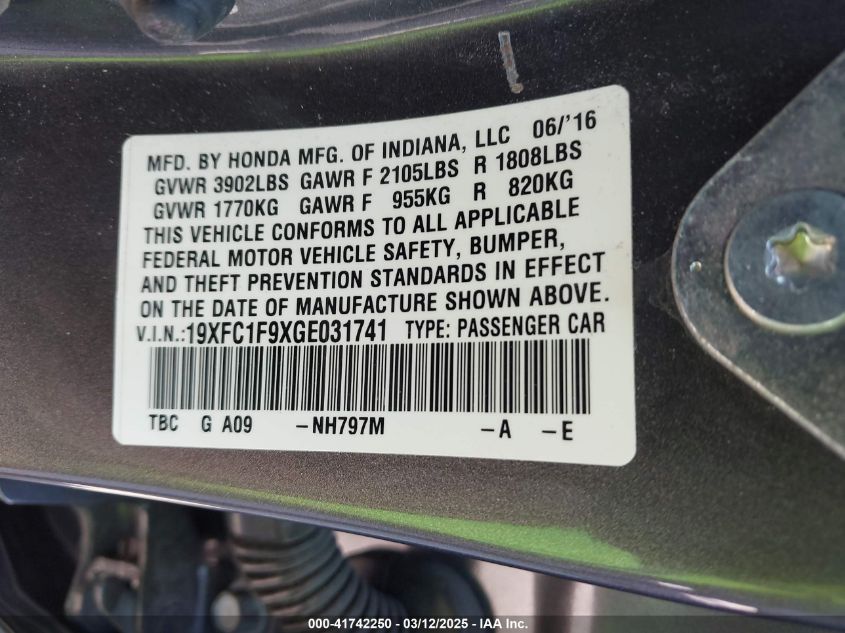 MFD. BY HONDA MFG. OF INDIANA, LLC 06/'16
GVWR 3902LBS GAWR F 2105LBS R 1808LBS
GVWR 1770KG GAWR F 955KG R 820KG
THIS VEHICLE CONFORMS TO ALL APPLICABLE
FEDERAL MOTOR VEHICLE SAFETY, BUMPER,
AND THEFT PREVENTION STANDARDS IN EFFECT
ON THE DATE OF MANUFACTURE SHOWN ABOVE.
V.I.N.:19XFC1F9XGE031741 TYPE: PASSENGER CAR
TBC G A09 -NH797M -A -E
000-41742250 - 03/12/2025 - IAA Inc.